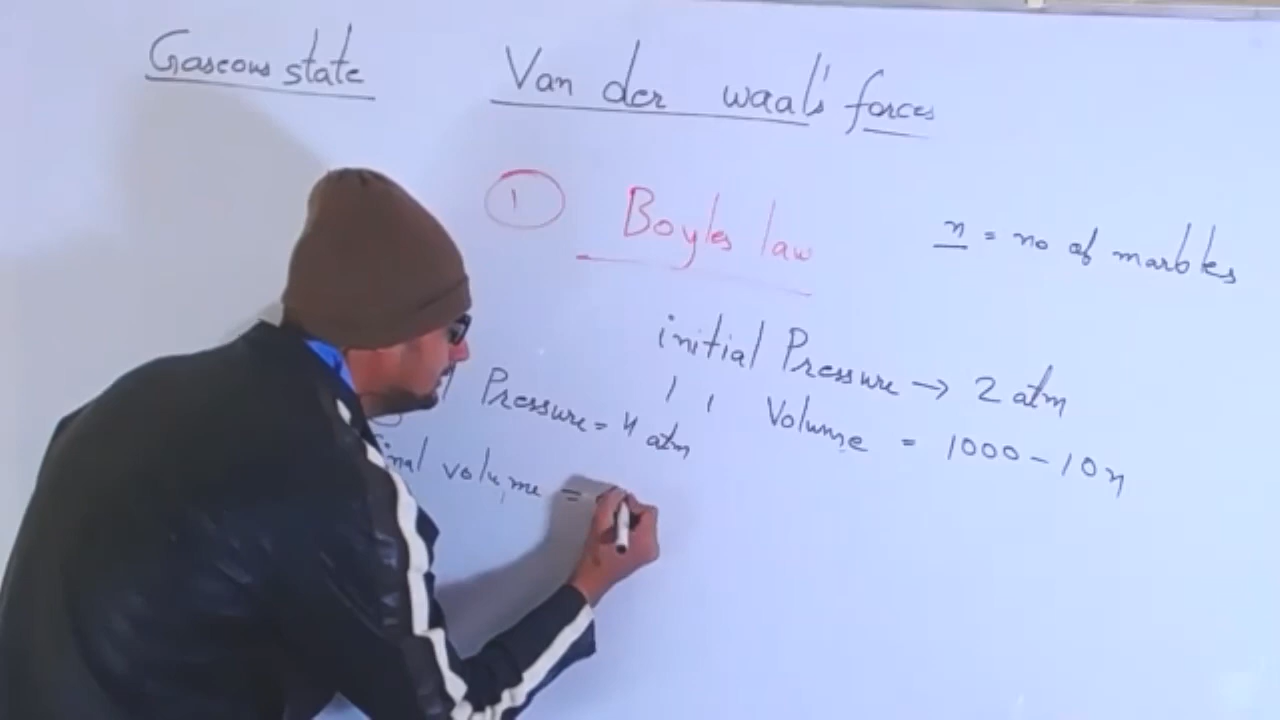 Gaseous state
Van der waal's forces
1 Boyles law
n = no of marbles
initial Pressure → 2 atm
,, Volume = 1000 - 10n
Pressure = 4 atm
final volume =